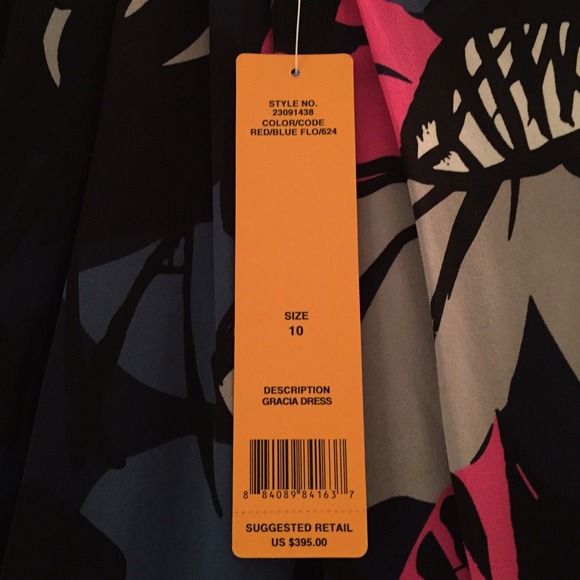 STYLE NO.
23091438
COLOR/CODE
RED/BLUE FLO/624
SIZE
10
DESCRIPTION
GRACIA DRESS
8 84089 84163 7
SUGGESTED RETAIL
US $395.00